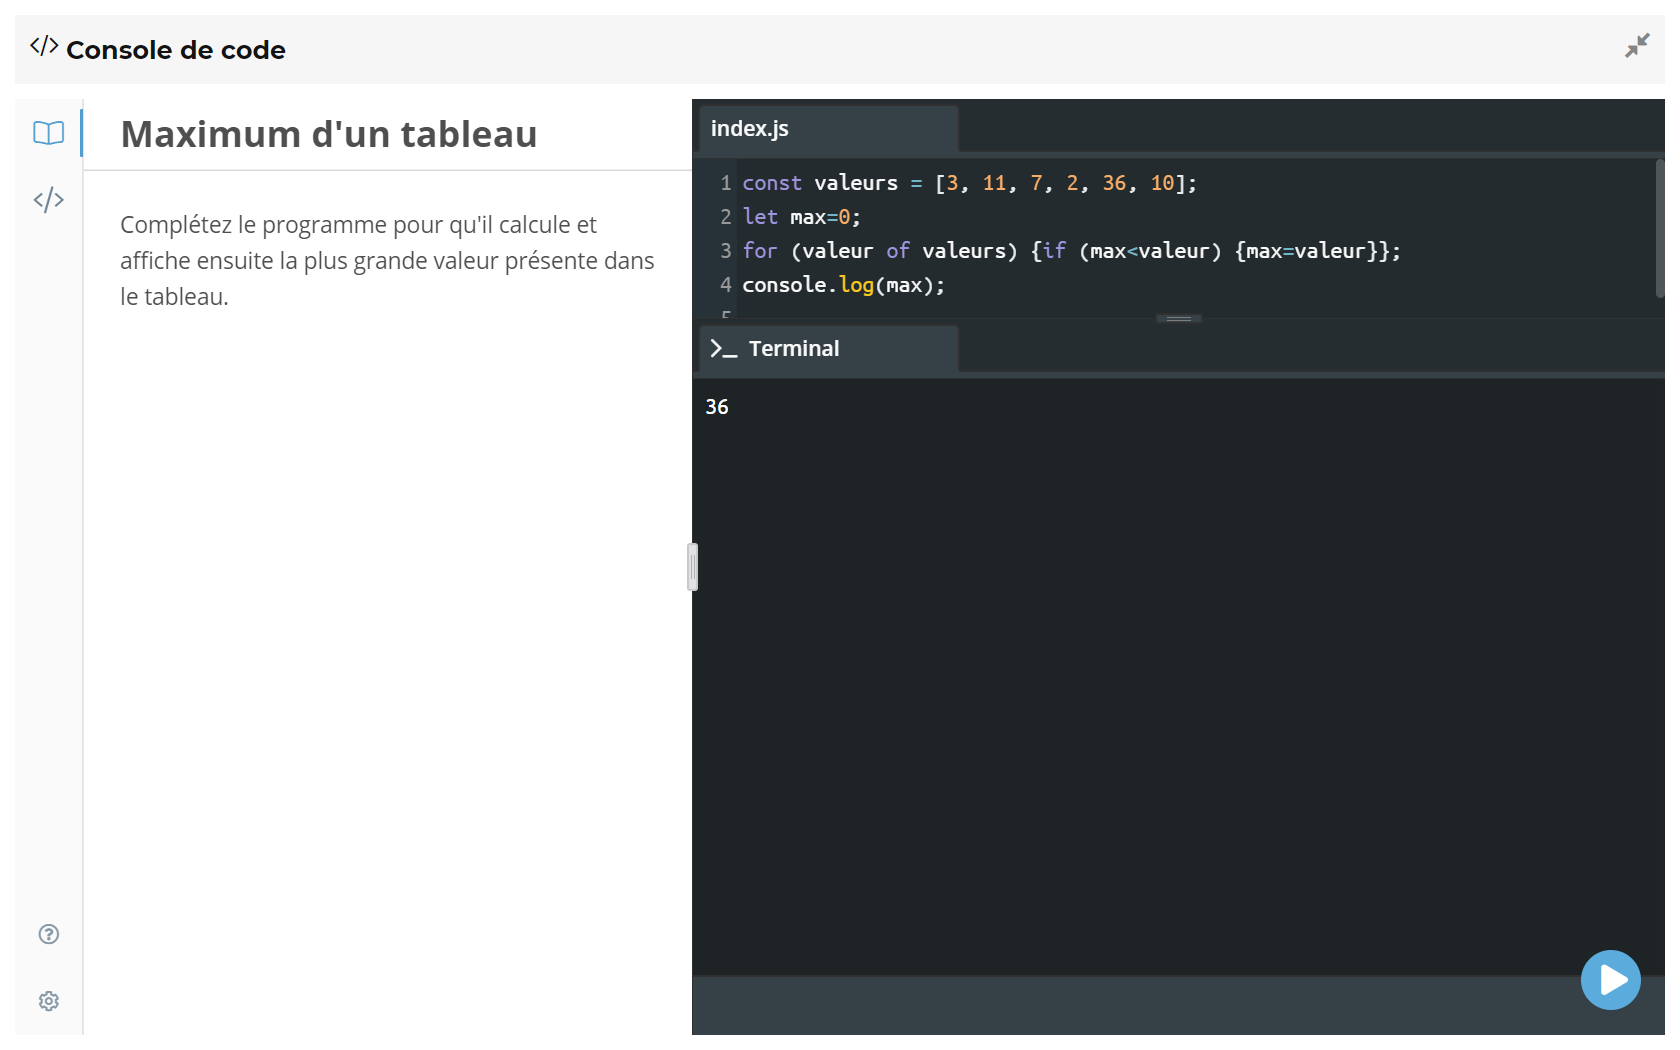 </> Console de code
Maximum d'un tableau
Complétez le programme pour qu'il calcule et
affiche ensuite la plus grande valeur présente dans
le tableau.
index.js
1 const valeurs = [3, 11, 7, 2, 36, 10];
2 let max=0;
3 for (valeur of valeurs) {if (max<valeur) {max=valeur}};
4 console.log(max);
5
>_ Terminal
36